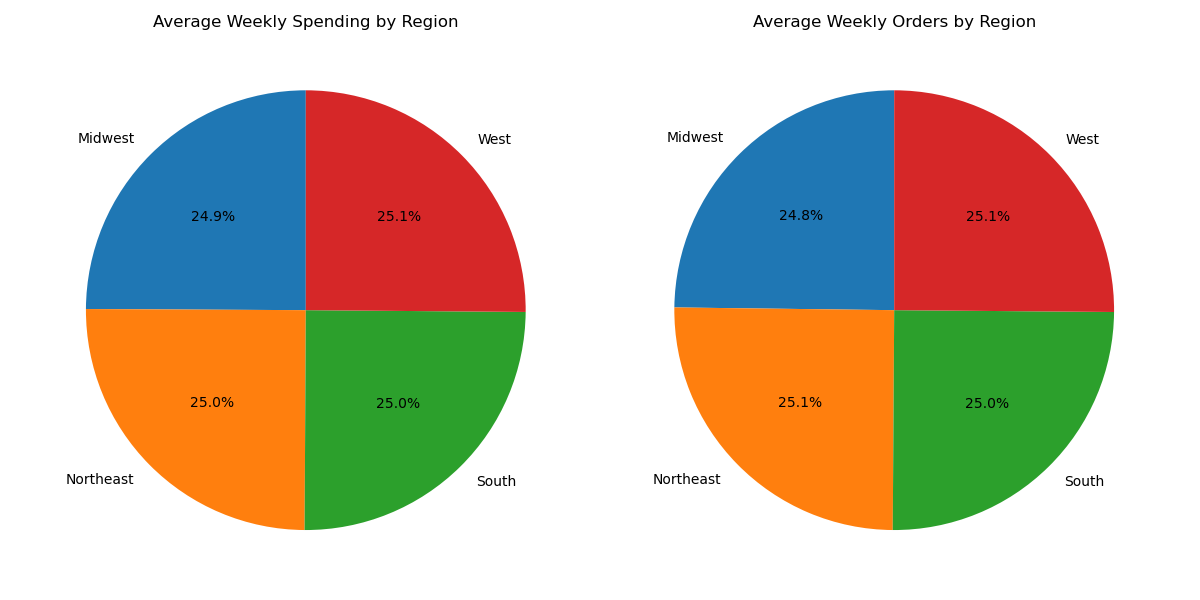 Average Weekly Spending by Region
Midwest
West
24.9%
25.1%
25.0%
25.0%
Northeast
South
Average Weekly Orders by Region
Midwest
West
24.8%
25.1%
25.1%
25.0%
Northeast
South